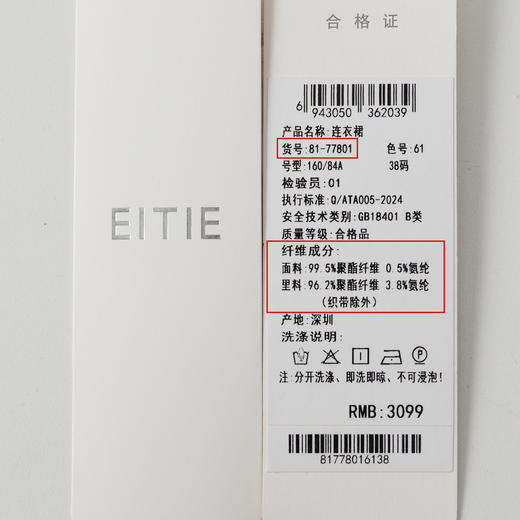 EITIE
合格证
6 943050 362039
产品名称:连衣裙
货号:81-77801 色号:61
号型:160/84A 38码
检验员:01
执行标准:Q/ATA005-2024
安全技术类别:GB18401 B类
质量等级:合格品
纤维成分:
面料:99.5%聚酯纤维 0.5%氨纶
里料:96.2%聚酯纤维 3.8%氨纶
(织带除外)
产地:深圳
洗涤说明:
注:分开洗涤、即洗即晾、不可浸泡!
RMB:3099
81778016138